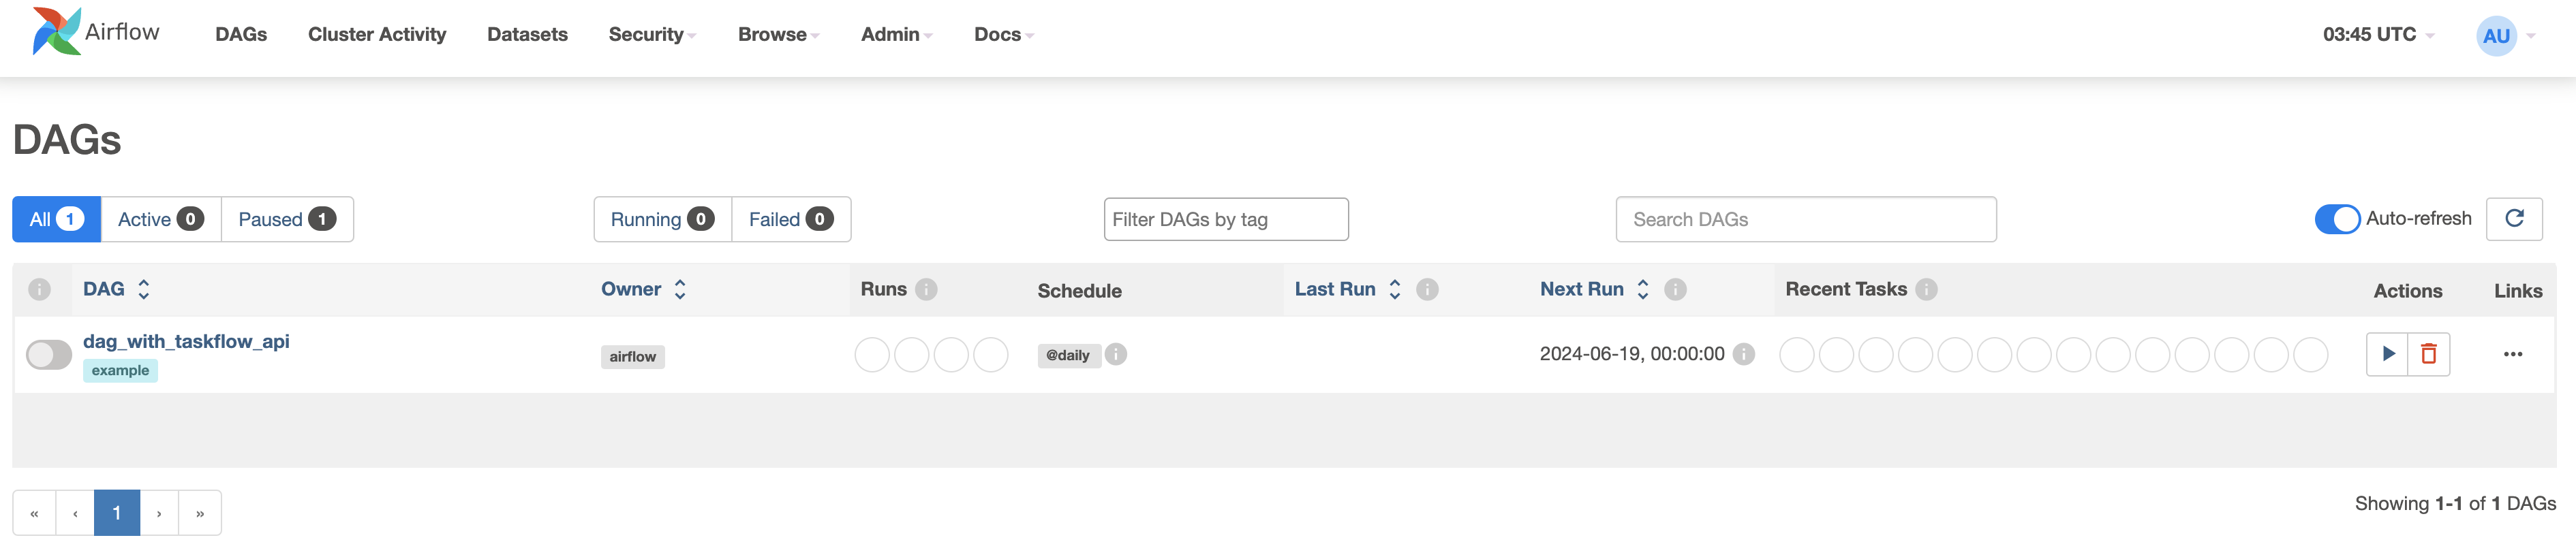 Airflow DAGs Cluster Activity Datasets Security Browse Admin Docs 03:45 UTC AU
DAGs
All 1 Active 0 Paused 1 Running 0 Failed 0 Filter DAGs by tag Search DAGs Auto-refresh
DAG Owner Runs Schedule Last Run Next Run Recent Tasks Actions Links
dag_with_taskflow_api
airflow @daily 2024-06-19, 00:00:00
example
« ‹ 1 › »
Showing 1-1 of 1 DAGs